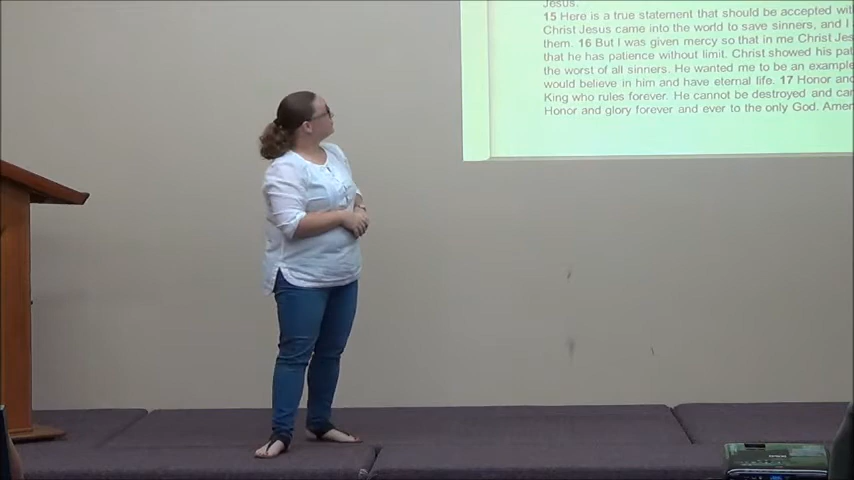 Jesus.
15 Here is a true statement that should be accepted wit
Christ Jesus came into the world to save sinners, and I
them. 16 But I was given mercy so that in me Christ Jes
that he has patience without limit. Christ showed his pat
the worst of all sinners. He wanted me to be an example
would believe in him and have eternal life. 17 Honor and
King who rules forever. He cannot be destroyed and can
Honor and glory forever and ever to the only God. Amen
EPSON